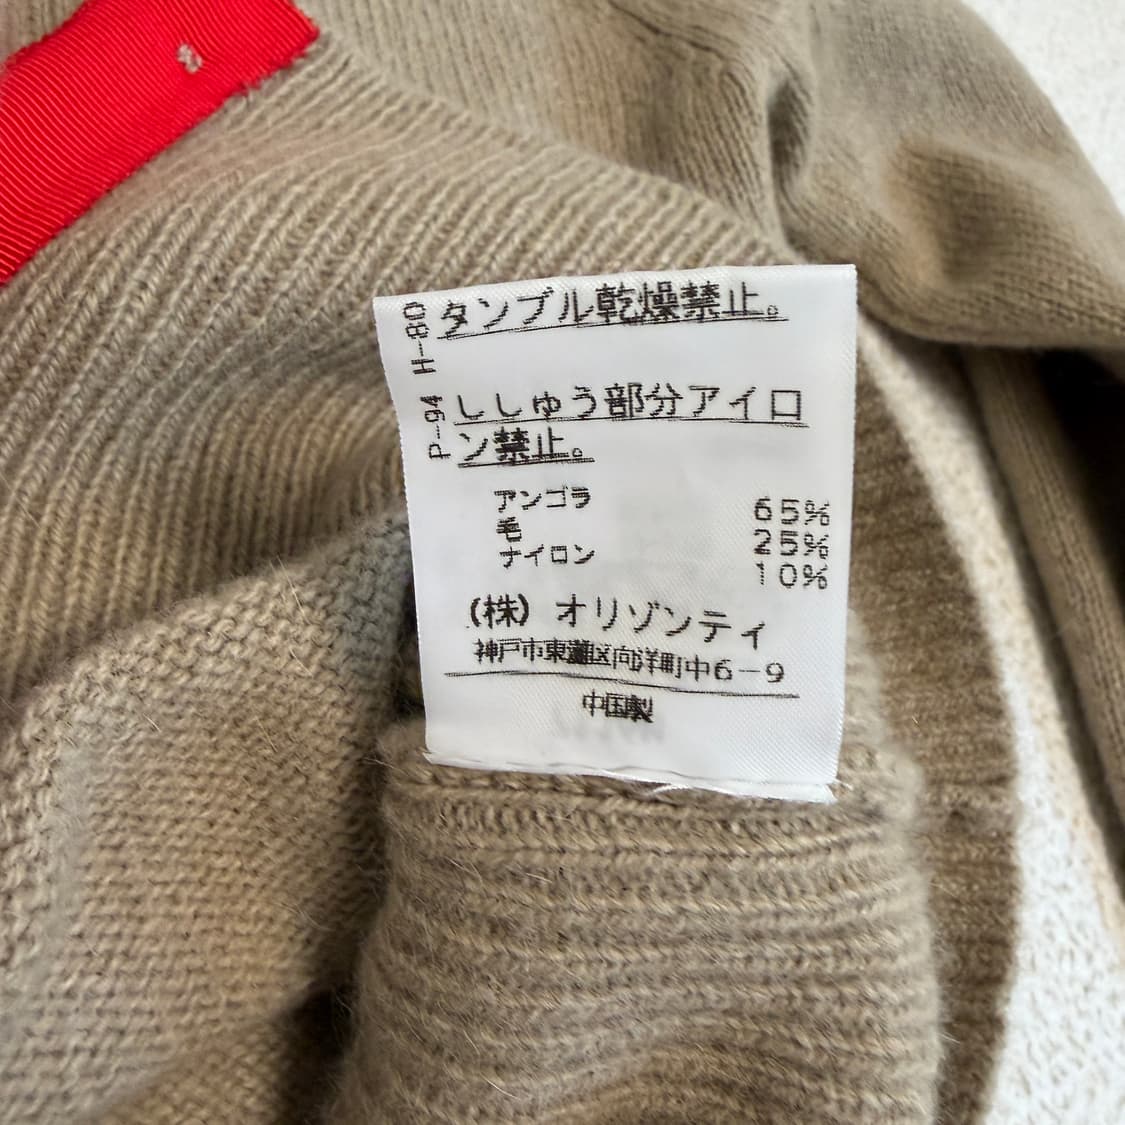 タンブル乾燥禁止。
ししゅう部分アイロ
ン禁止。
アンゴラ 65%
毛 25%
ナイロン 10%
(株) オリゾンティ
神戸市東灘区向洋町中6-9
中国製
H-80
P-94